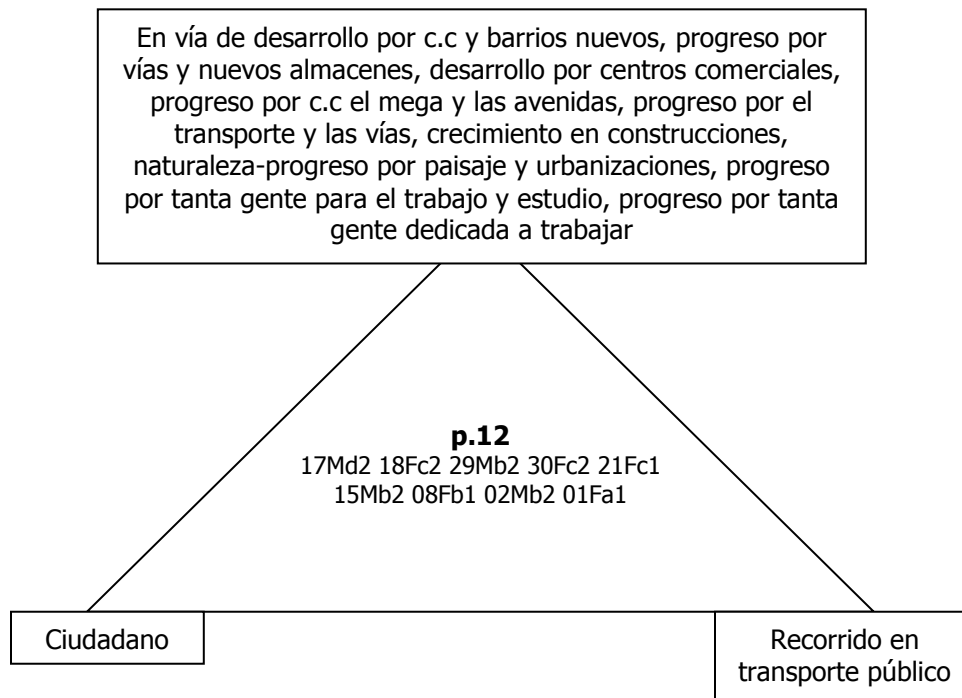 En vía de desarrollo por c.c y barrios nuevos, progreso por
vías y nuevos almacenes, desarrollo por centros comerciales,
progreso por c.c el mega y las avenidas, progreso por el
transporte y las vías, crecimiento en construcciones,
naturaleza-progreso por paisaje y urbanizaciones, progreso
por tanta gente para el trabajo y estudio, progreso por tanta
gente dedicada a trabajar
p.12
17Md2 18Fc2 29Mb2 30Fc2 21Fc1
15Mb2 08Fb1 02Mb2 01Fa1
Ciudadano
Recorrido en
transporte público